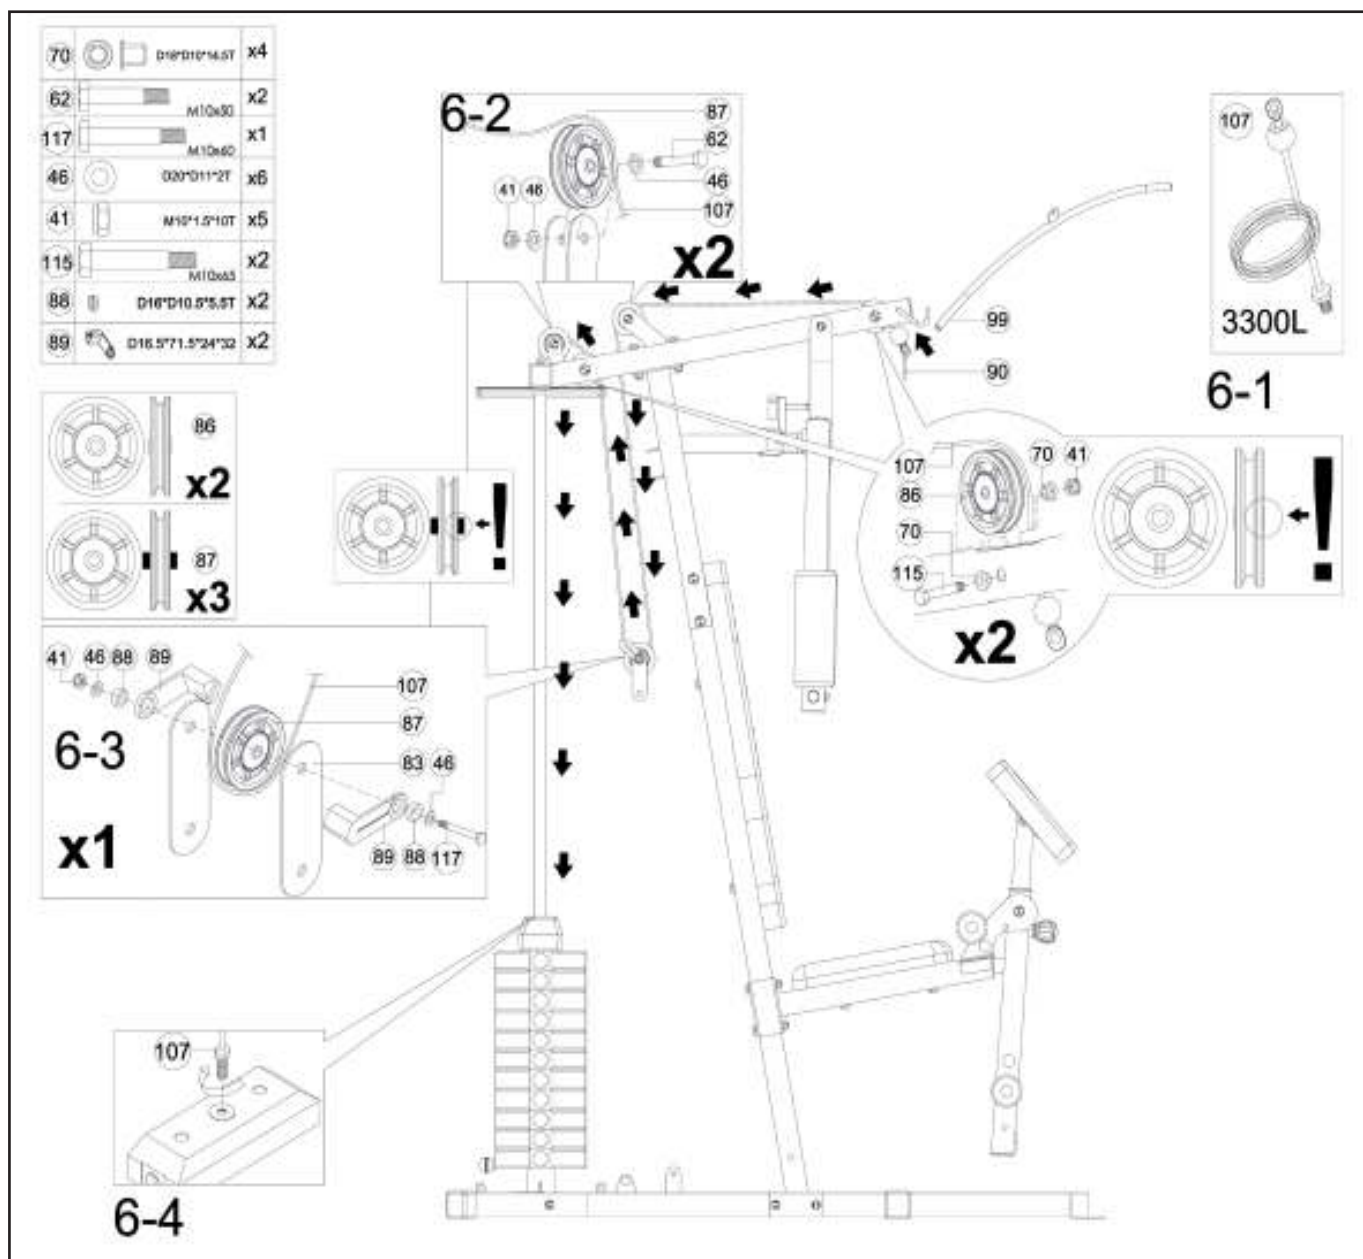 70 D18*D10*14.5T x4
62 M10x50 x2
117 M10x60 x1
46 D20*D11*2T x6
41 M10*1.5*10T x5
115 M10x65 x2
88 D16*D10.5*5.5T x2
89 D16.5*71.5*24*32 x2
86
x2
87
x3
6-2
87
62
46
107
41 46
x2
107
3300L
6-1
99
90
107
86
70 41
70
115
x2
!
!
41 46 88 89
107
87
83 46
6-3
x1
89 88 117
107
6-4